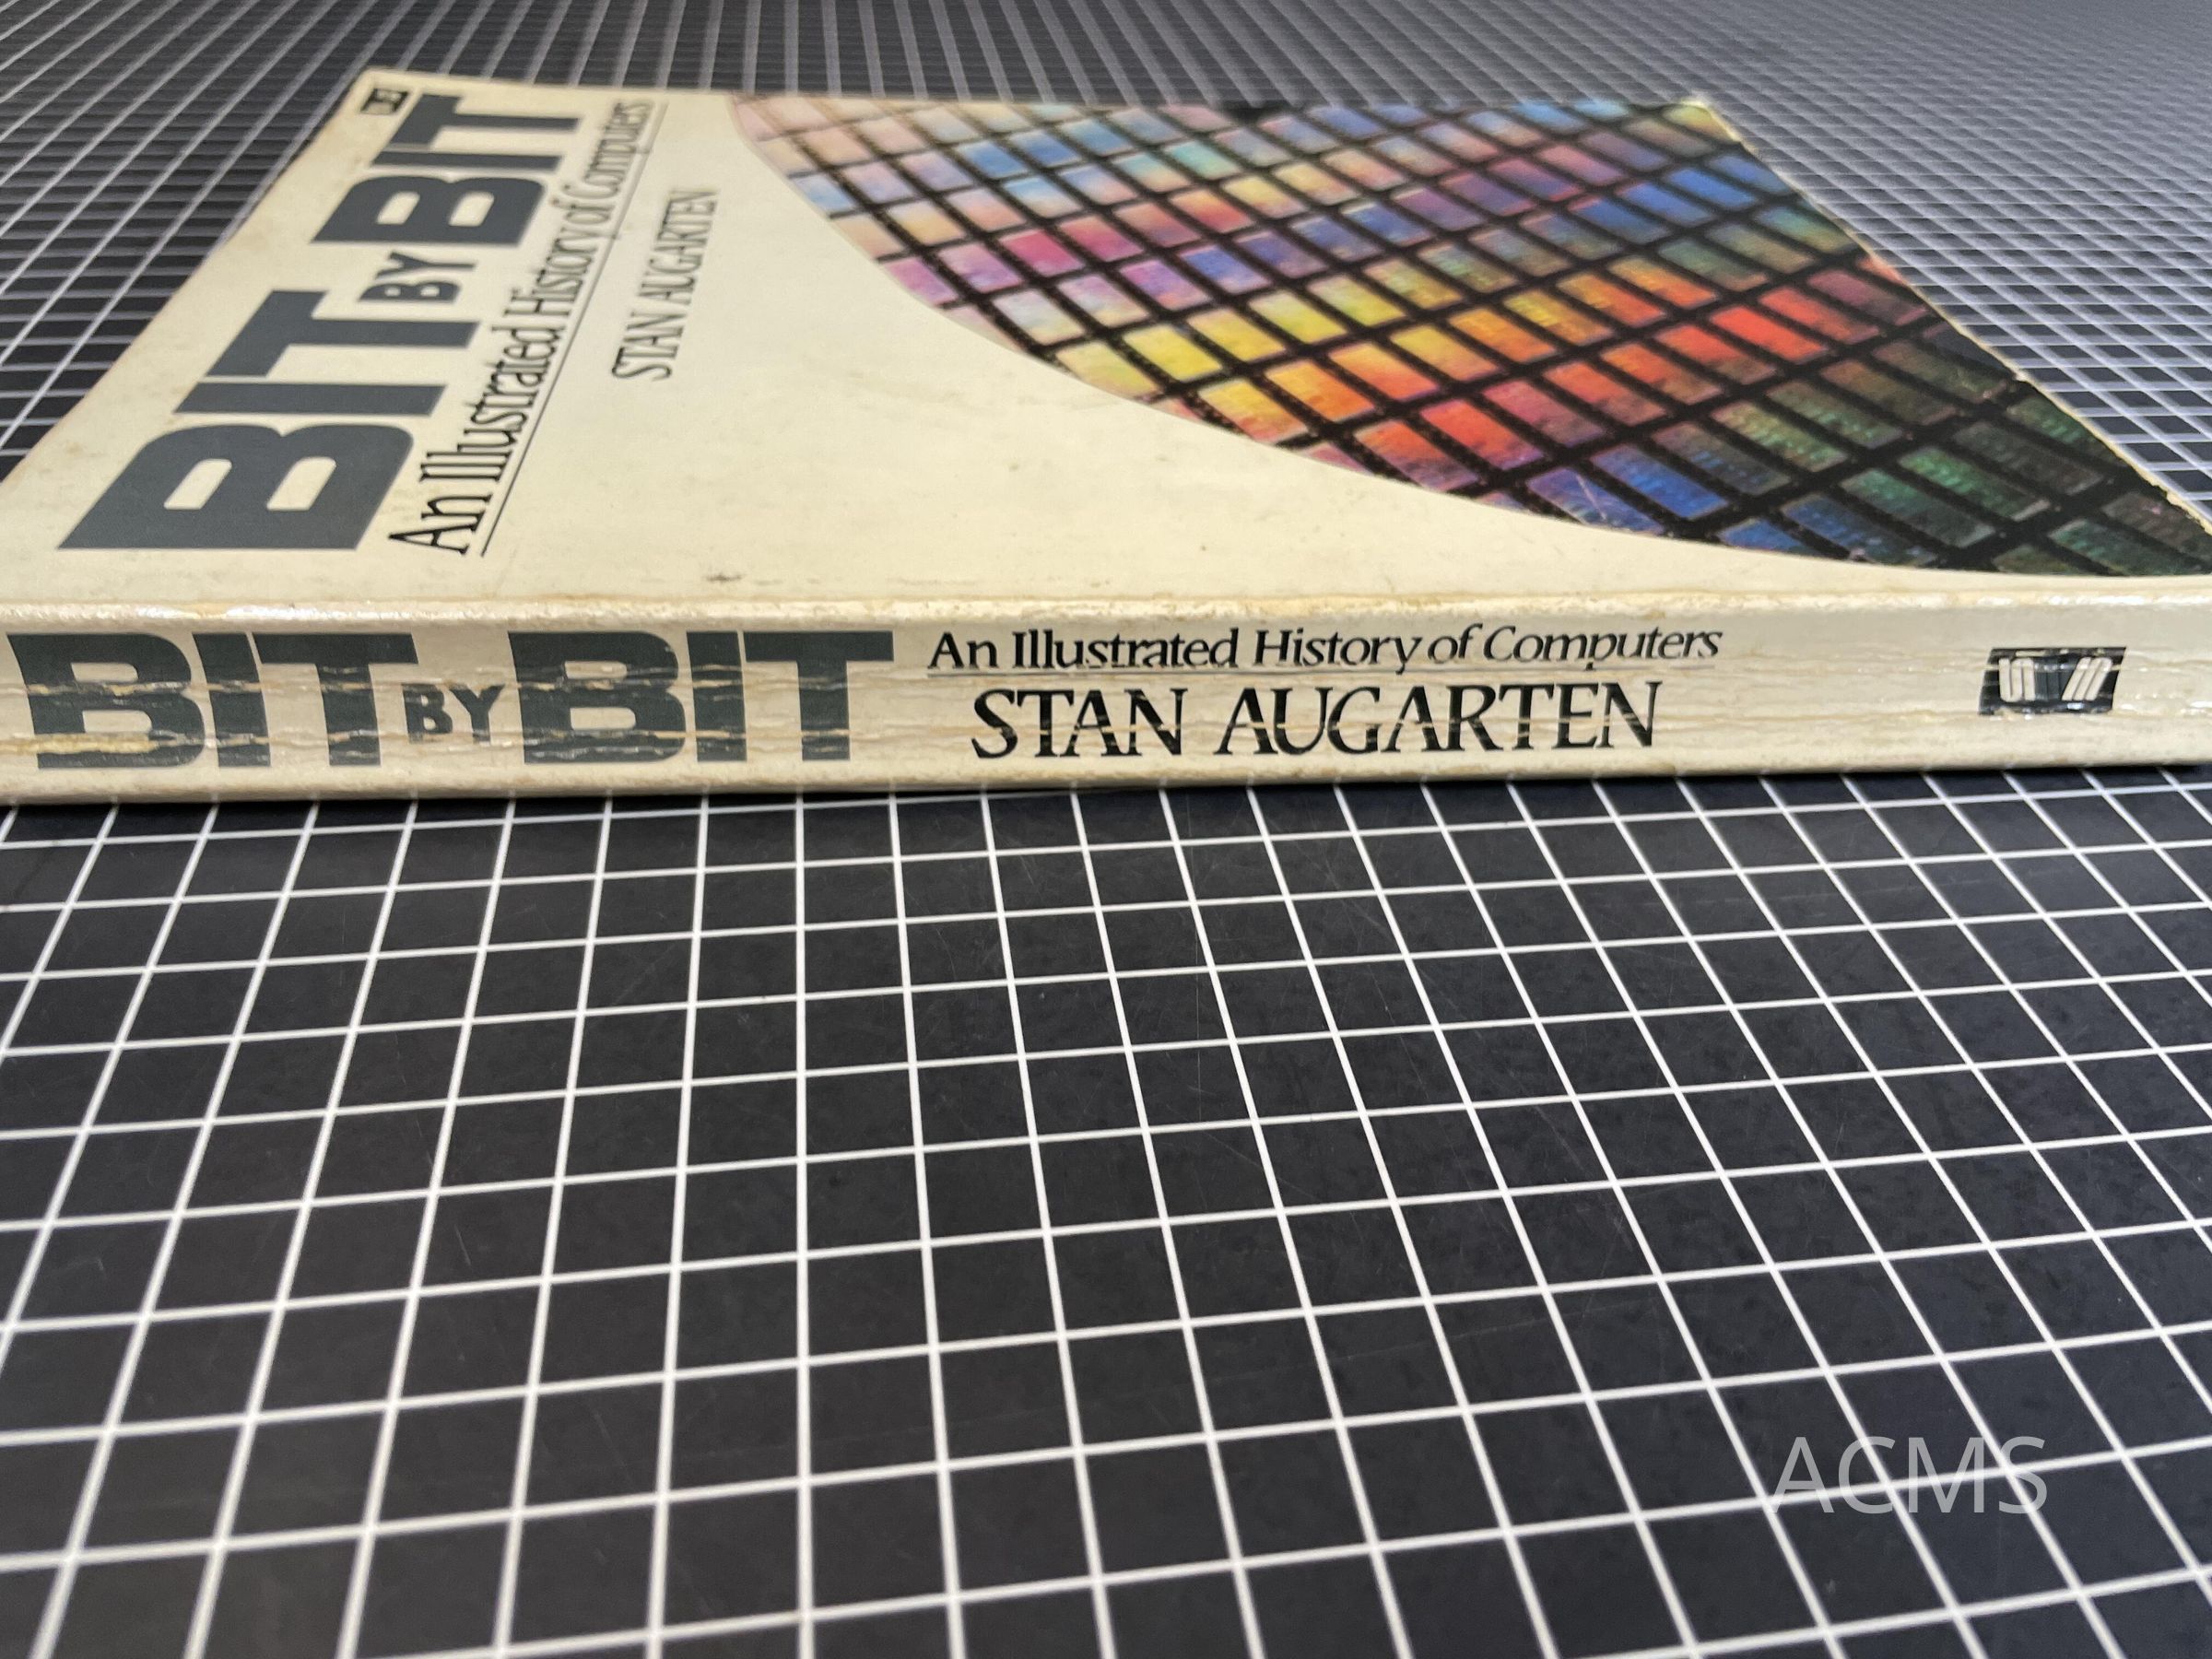 BIT BY BIT
An Illustrated History of Computers
STAN AUGARTEN
BIT BY BIT
An Illustrated History of Computers
STAN AUGARTEN
ACMS